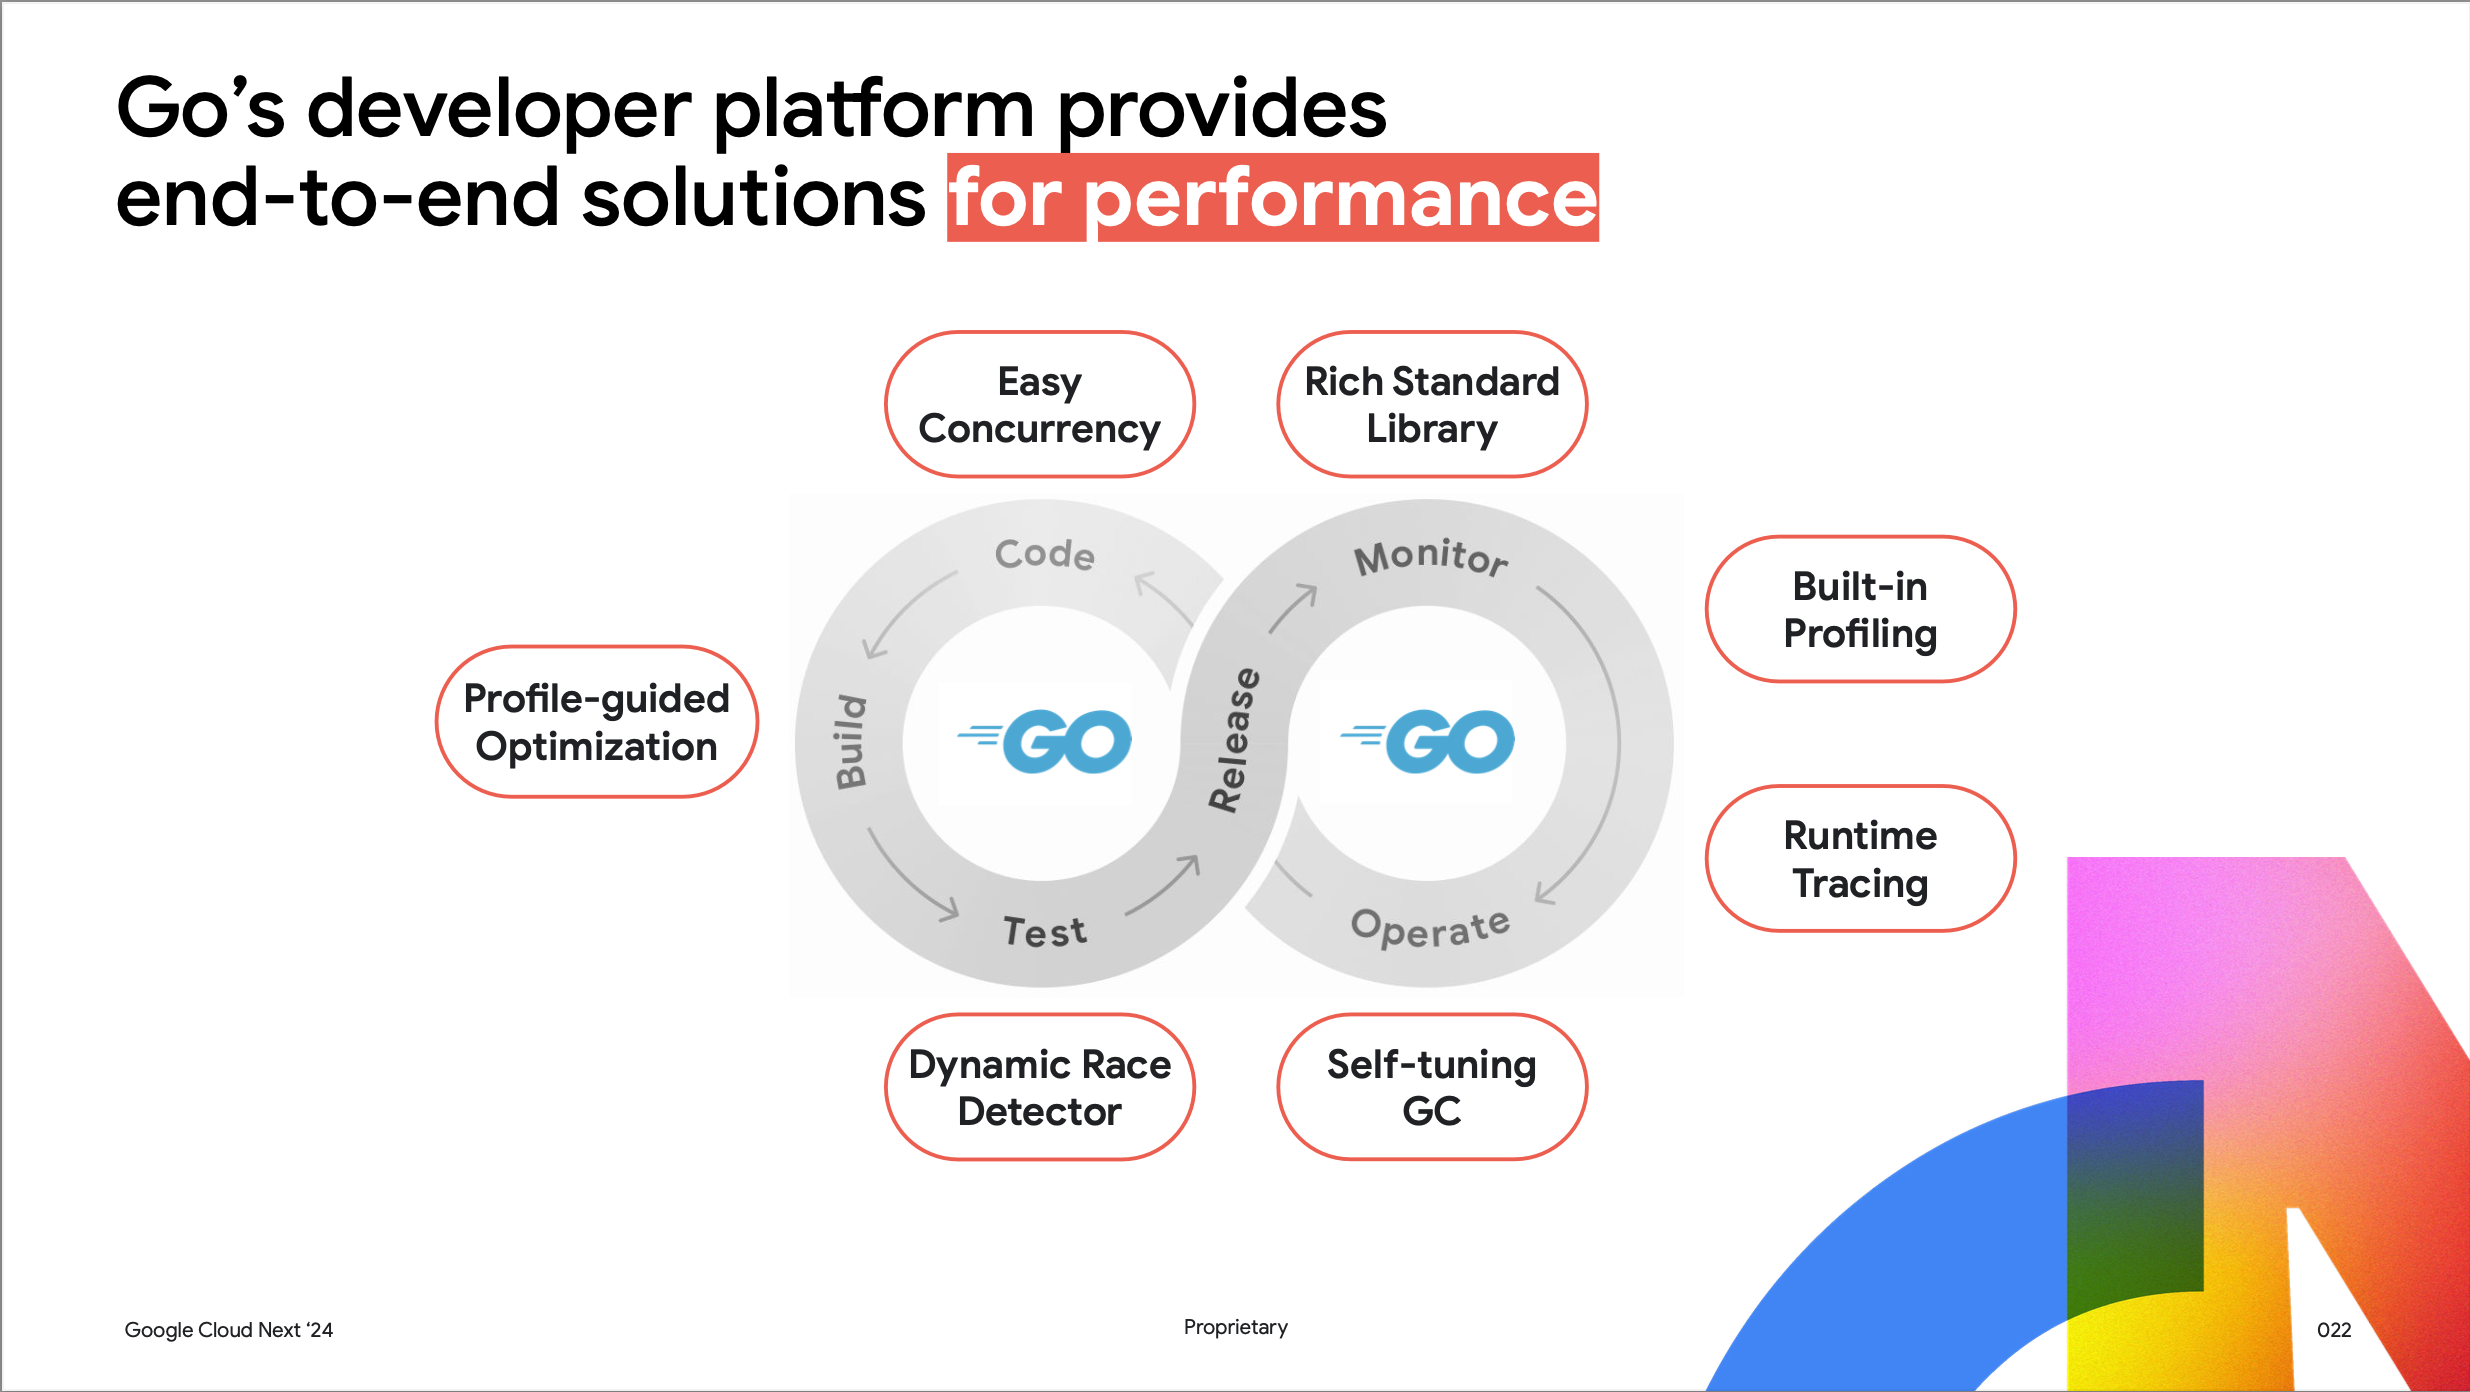 Go’s developer platform provides
end-to-end solutions for performance
Easy
Concurrency
Rich Standard
Library
Code
Monitor
Built-in
Profiling
Profile-guided
Optimization
Build
GO
Release
GO
Runtime
Tracing
Test
Operate
Dynamic Race
Detector
Self-tuning
GC
Google Cloud Next ‘24
Proprietary
022